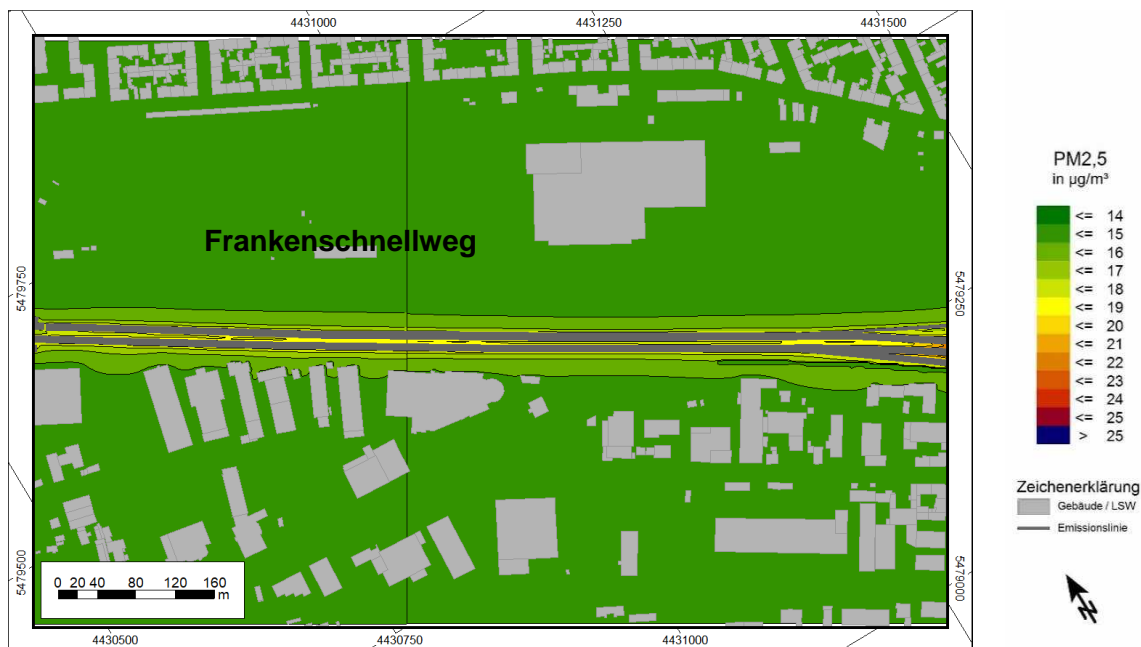 4431000
4431250
4431500
PM2,5
in µg/m³
<= 14
<= 15
<= 16
<= 17
<= 18
<= 19
<= 20
<= 21
<= 22
<= 23
<= 24
<= 25
> 25
Frankenschnellweg
5479750
5479250
Zeichenerklärung
Gebäude / LSW
Emissionslinie
5479500
5479000
0 20 40 80 120 160
m
N
4430500
4430750
4431000